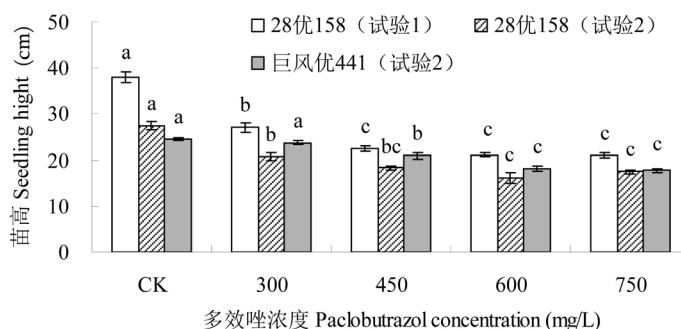 28优158（试验1） 28优158（试验2）
巨风优441（试验2）
苗高 Seedling hight (cm)
50
40
30
20
10
0
a a a
b b a
c bc b
c c c
c c c
CK 300 450 600 750
多效唑浓度 Paclobutrazol concentration (mg/L)